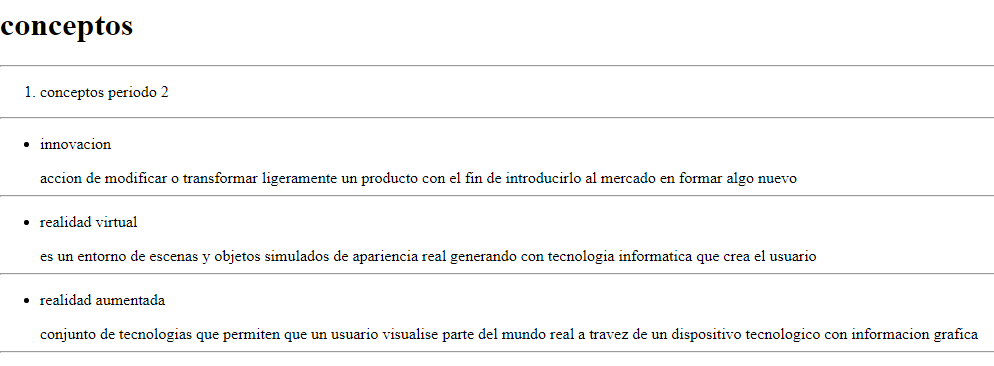 conceptos
1. conceptos periodo 2
• innovacion
accion de modificar o transformar ligeramente un producto con el fin de introducirlo al mercado en formar algo nuevo
• realidad virtual
es un entorno de escenas y objetos simulados de apariencia real generando con tecnologia informatica que crea el usuario
• realidad aumentada
conjunto de tecnologias que permiten que un usuario visualise parte del mundo real a travez de un dispositivo tecnologico con informacion grafica